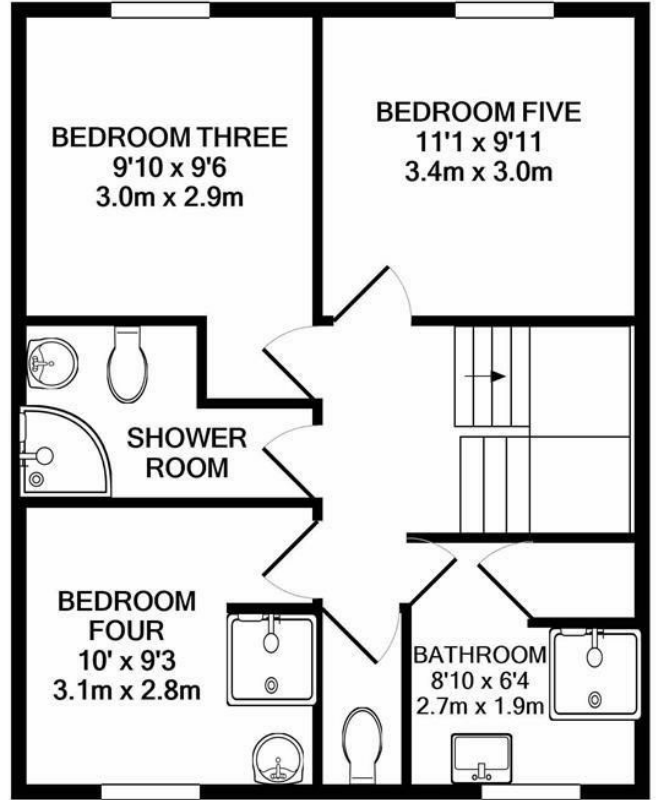 BEDROOM THREE
9'10 x 9'6
3.0m x 2.9m
BEDROOM FIVE
11'1 x 9'11
3.4m x 3.0m
SHOWER
ROOM
BEDROOM
FOUR
10' x 9'3
3.1m x 2.8m
BATHROOM
8'10 x 6'4
2.7m x 1.9m